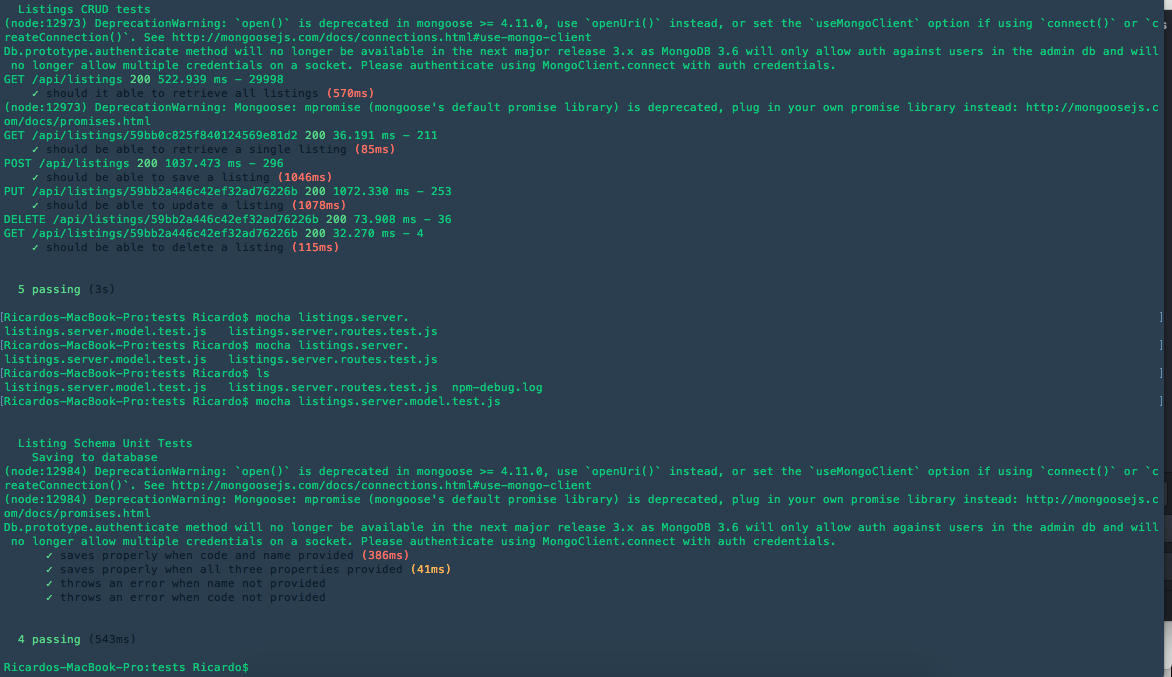 Listings CRUD tests
(node:12973) DeprecationWarning: `open()` is deprecated in mongoose >= 4.11.0, use `openUri()` instead, or set the `useMongoClient` option if using `connect()` or `c
reateConnection()`. See http://mongoosejs.com/docs/connections.html#use-mongo-client
Db.prototype.authenticate method will no longer be available in the next major release 3.x as MongoDB 3.6 will only allow auth against users in the admin db and will
 no longer allow multiple credentials on a socket. Please authenticate using MongoClient.connect with auth credentials.
GET /api/listings 200 522.939 ms - 29998
✓ should it able to retrieve all listings (570ms)
(node:12973) DeprecationWarning: Mongoose: mpromise (mongoose's default promise library) is deprecated, plug in your own promise library instead: http://mongoosejs.c
om/docs/promises.html
GET /api/listings/59bb0c825f840124569e81d2 200 36.191 ms - 211
✓ should be able to retrieve a single listing (85ms)
POST /api/listings 200 1037.473 ms - 296
✓ should be able to save a listing (1046ms)
PUT /api/listings/59bb2a446c42ef32ad76226b 200 1072.330 ms - 253
✓ should be able to update a listing (1078ms)
DELETE /api/listings/59bb2a446c42ef32ad76226b 200 73.908 ms - 36
GET /api/listings/59bb2a446c42ef32ad76226b 200 32.270 ms - 4
✓ should be able to delete a listing (115ms)
5 passing (3s)
[Ricardos-MacBook-Pro:tests Ricardo$ mocha listings.server. ]
listings.server.model.test.js listings.server.routes.test.js
[Ricardos-MacBook-Pro:tests Ricardo$ mocha listings.server. ]
listings.server.model.test.js listings.server.routes.test.js
[Ricardos-MacBook-Pro:tests Ricardo$ ls ]
listings.server.model.test.js listings.server.routes.test.js npm-debug.log
[Ricardos-MacBook-Pro:tests Ricardo$ mocha listings.server.model.test.js ]
Listing Schema Unit Tests
Saving to database
(node:12984) DeprecationWarning: `open()` is deprecated in mongoose >= 4.11.0, use `openUri()` instead, or set the `useMongoClient` option if using `connect()` or `c
reateConnection()`. See http://mongoosejs.com/docs/connections.html#use-mongo-client
(node:12984) DeprecationWarning: Mongoose: mpromise (mongoose's default promise library) is deprecated, plug in your own promise library instead: http://mongoosejs.c
om/docs/promises.html
Db.prototype.authenticate method will no longer be available in the next major release 3.x as MongoDB 3.6 will only allow auth against users in the admin db and will
 no longer allow multiple credentials on a socket. Please authenticate using MongoClient.connect with auth credentials.
✓ saves properly when code and name provided (386ms)
✓ saves properly when all three properties provided (41ms)
✓ throws an error when name not provided
✓ throws an error when code not provided
4 passing (543ms)
Ricardos-MacBook-Pro:tests Ricardo$